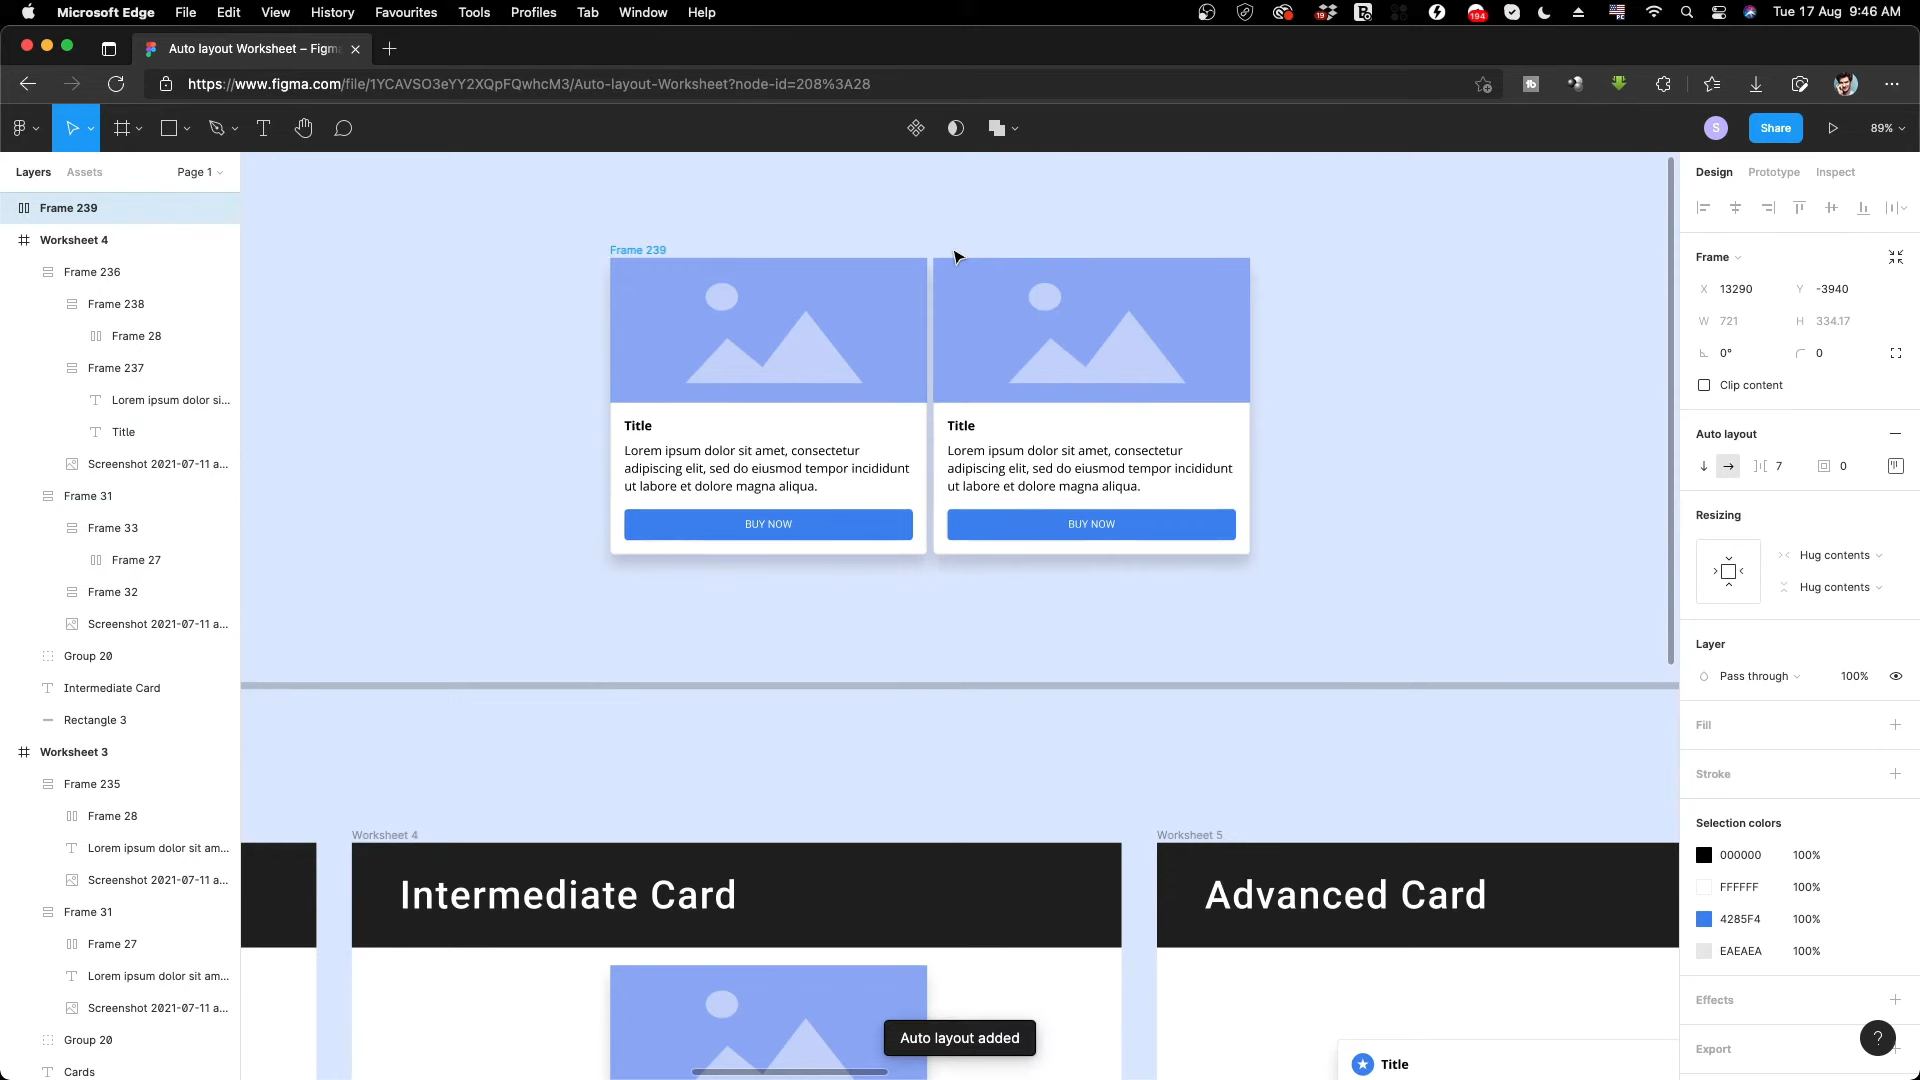 Microsoft Edge File Edit View History Favourites Tools Profiles Tab Window Help
19 194 Tue 17 Aug 9:46 AM
Auto layout Worksheet – Figm
https://www.figma.com/file/1YCAVSO3eYY2XQpFQwhcM3/Auto-layout-Worksheet?node-id=208%3A28
S Share 89%
Layers Assets Page 1
Frame 239
Worksheet 4
Frame 236
Frame 238
Frame 28
Frame 237
Lorem ipsum dolor si...
Title
Screenshot 2021-07-11 a...
Frame 31
Frame 33
Frame 27
Frame 32
Screenshot 2021-07-11 a...
Group 20
Intermediate Card
Rectangle 3
Worksheet 3
Frame 235
Frame 28
Lorem ipsum dolor sit am...
Screenshot 2021-07-11 a...
Frame 31
Frame 27
Lorem ipsum dolor sit am...
Screenshot 2021-07-11 a...
Group 20
Cards
Frame 239
Title
Lorem ipsum dolor sit amet, consectetur
adipiscing elit, sed do eiusmod tempor incididunt
ut labore et dolore magna aliqua.
BUY NOW
Title
Lorem ipsum dolor sit amet, consectetur
adipiscing elit, sed do eiusmod tempor incididunt
ut labore et dolore magna aliqua.
BUY NOW
Worksheet 4
Intermediate Card
Worksheet 5
Advanced Card
Title
Auto layout added
Design Prototype Inspect
Frame
X 13290 Y -3940
W 721 H 334.17
0° 0
Clip content
Auto layout
7 0
Resizing
Hug contents
Hug contents
Layer
Pass through 100%
Fill
Stroke
Selection colors
000000 100%
FFFFFF 100%
4285F4 100%
EAEAEA 100%
Effects
Export
?